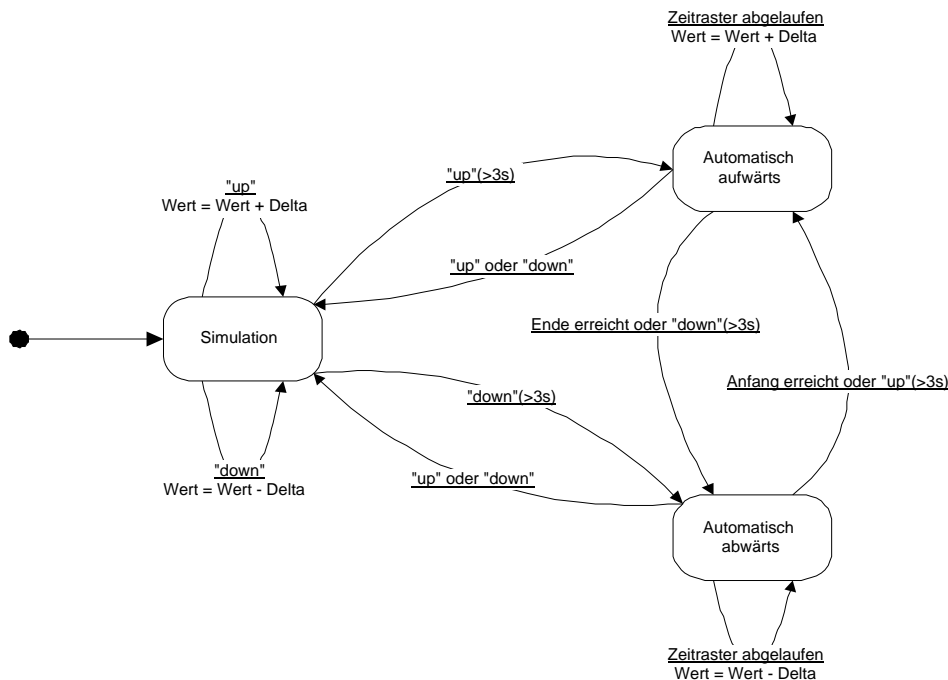 Zeitraster abgelaufen
Wert = Wert + Delta
Automatisch
aufwärts
"up"(>3s)
"up"
Wert = Wert + Delta
"up" oder "down"
Ende erreicht oder "down"(>3s)
Simulation
Anfang erreicht oder "up"(>3s)
"down"(>3s)
"down"
Wert = Wert - Delta
"up" oder "down"
Automatisch
abwärts
Zeitraster abgelaufen
Wert = Wert - Delta